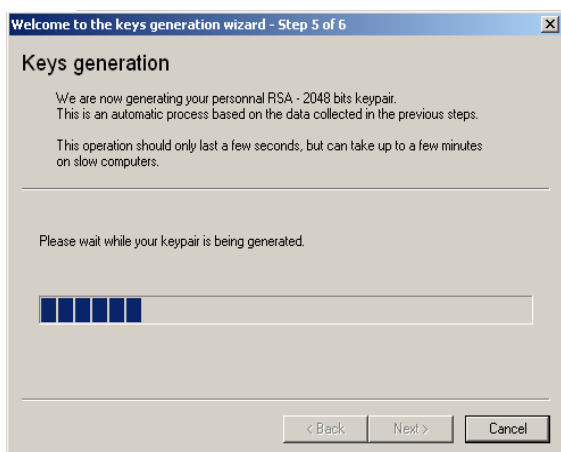 Welcome to the keys generation wizard - Step 5 of 6
Keys generation
We are now generating your personnal RSA - 2048 bits keypair.
This is an automatic process based on the data collected in the previous steps.
This operation should only last a few seconds, but can take up to a few minutes
on slow computers.
Please wait while your keypair is being generated.
< Back Next > Cancel